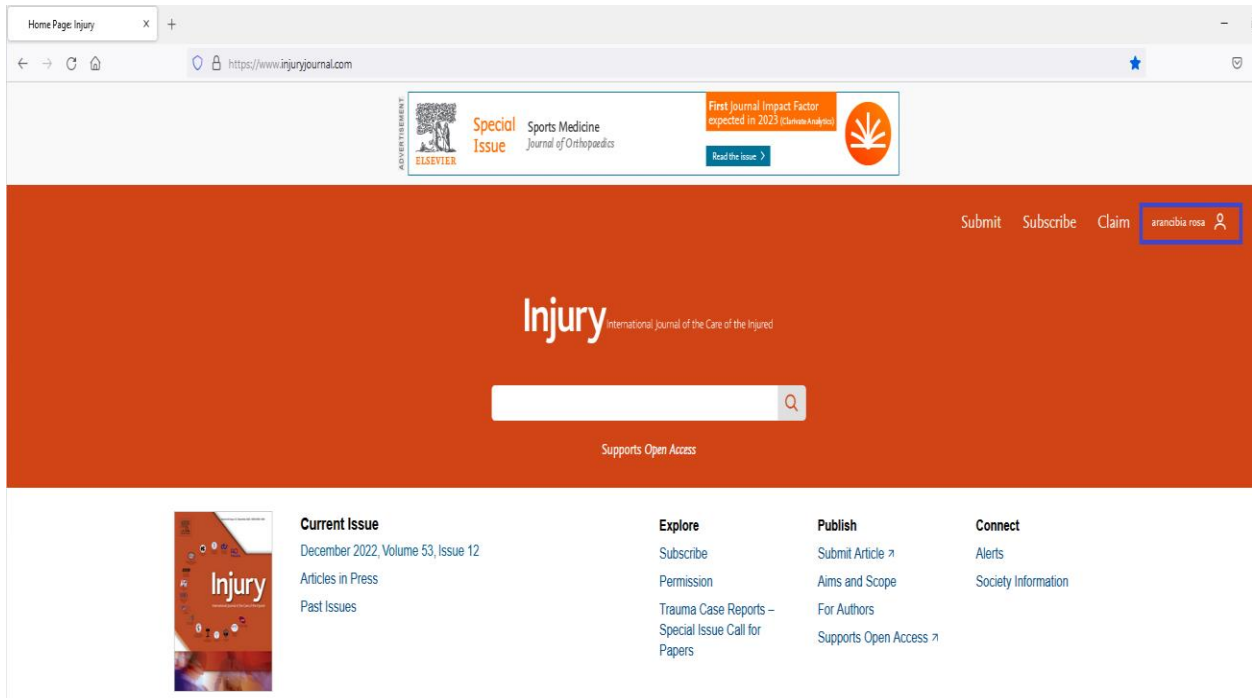 Home Page: Injury X +
https://www.injuryjournal.com
ADVERTISEMENT
ELSEVIER
Special Issue
Sports Medicine
Journal of Orthopaedics
First Journal Impact Factor
expected in 2023 (Clarivate Analytics)
Read the issue >
Submit Subscribe Claim arancibia rosa
Injury International Journal of the Care of the Injured
Supports Open Access
Injury
Current Issue
December 2022, Volume 53, Issue 12
Articles in Press
Past Issues
Explore
Subscribe
Permission
Trauma Case Reports –
Special Issue Call for
Papers
Publish
Submit Article ↗
Aims and Scope
For Authors
Supports Open Access ↗
Connect
Alerts
Society Information